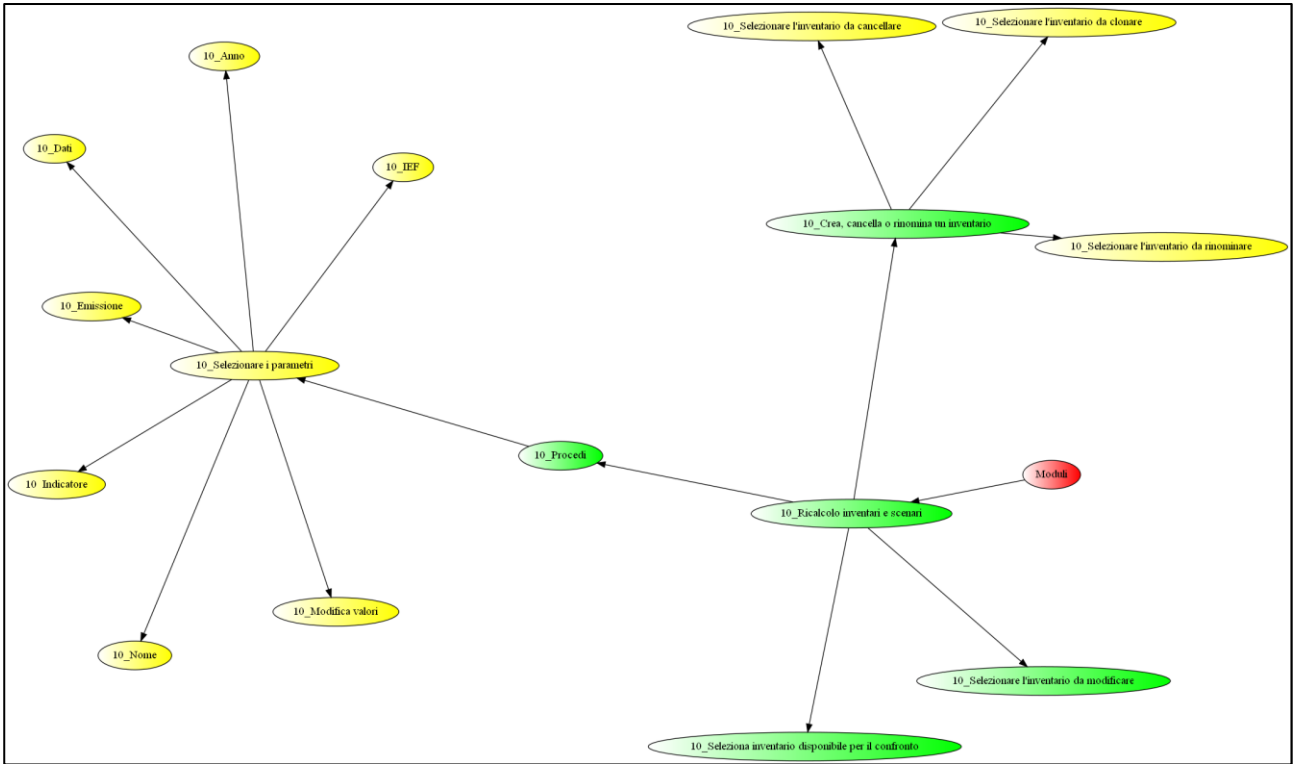 10_Selezionare l'inventario da cancellare
10_Selezionare l'inventario da clonare
10_Anno
10_Dati
10_IEF
10_Crea, cancella o rinomina un inventario
10_Selezionare l'inventario da rinominare
10_Emissione
10_Selezionare i parametri
10_Procedi
Moduli
10_Indicatore
10_Ricalcolo inventari e scenari
10_Modifica valori
10_Nome
10_Selezionare l'inventario da modificare
10_Seleziona inventario disponibile per il confronto